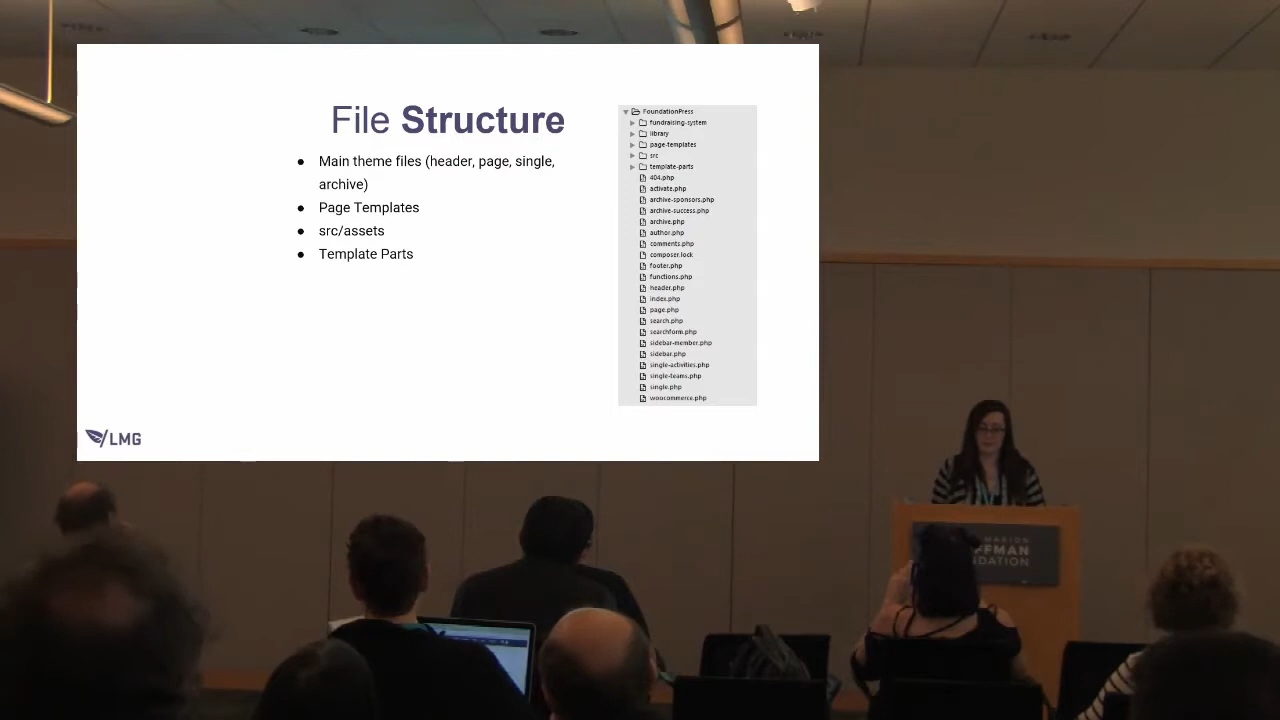 File Structure
● Main theme files (header, page, single,
archive)
● Page Templates
● src/assets
● Template Parts
FoundationPress
fundraising-system
library
page-templates
src
template-parts
404.php
activate.php
archive-sponsors.php
archive-success.php
archive.php
author.php
comments.php
composer.lock
footer.php
functions.php
header.php
index.php
page.php
search.php
searchform.php
sidebar-member.php
sidebar.php
single-activities.php
single-teams.php
single.php
woocommerce.php
LMG
MARION
FFMAN
NDATION